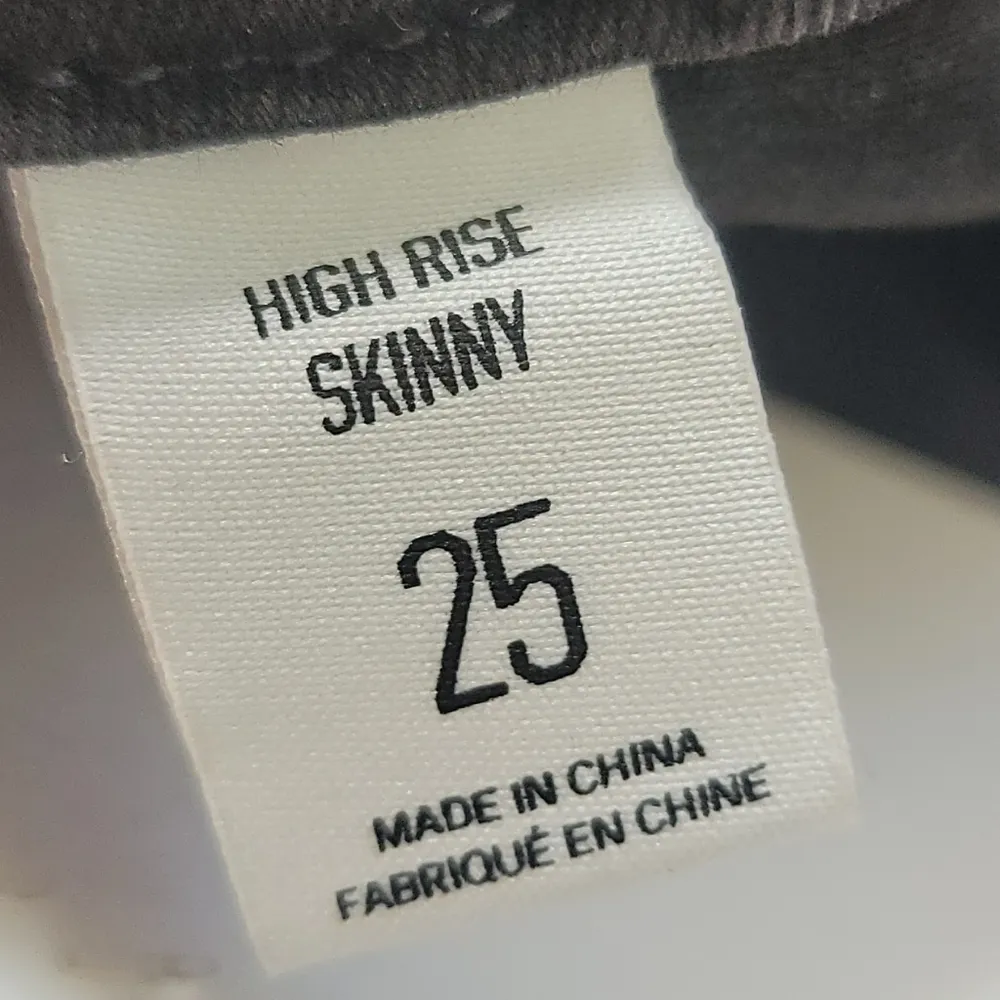 HIGH RISE
SKINNY
25
MADE IN CHINA
FABRIQUÉ EN CHINE